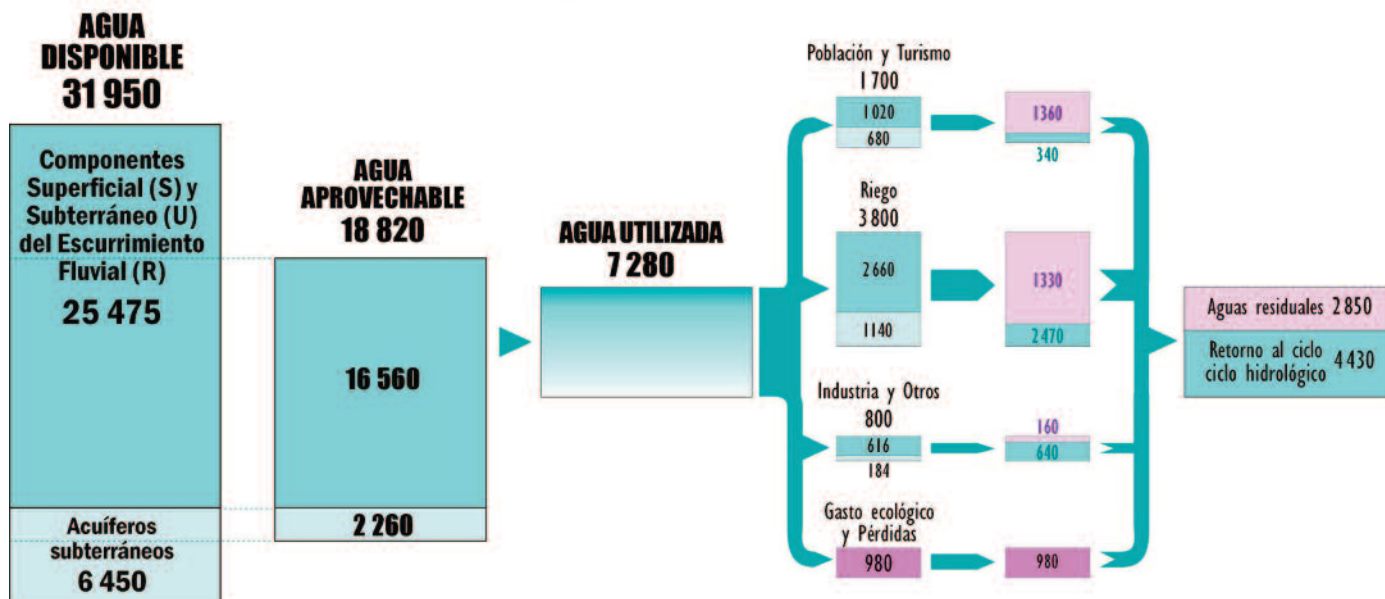 AGUA
DISPONIBLE
31 950
Componentes
Superficial (S) y
Subterráneo (U)
del Escurrimiento
Fluvial (R)
25 475
Acuíferos
subterráneos
6 450
AGUA
APROVECHABLE
18 820
16 560
2 260
AGUA UTILIZADA
7 280
Población y Turismo
1 700
1 020
680
1360
340
Riego
3 800
2 660
1140
1330
2 470
Industria y Otros
800
616
184
160
640
Gasto ecológico
y Pérdidas
980
980
Aguas residuales 2 850
Retorno al ciclo
ciclo hidrológico 4 430